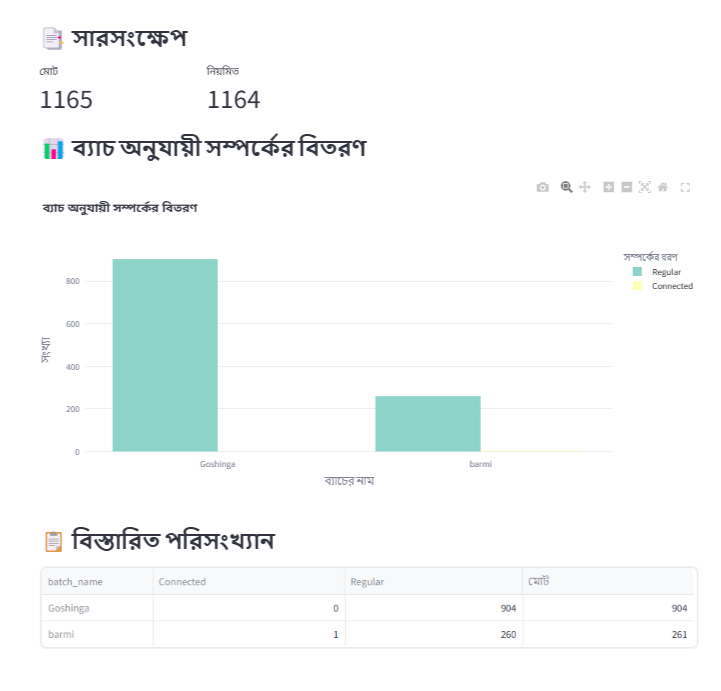 সারসংক্ষেপ
মোট নিয়মিত
1165 1164
ব্যাচ অনুযায়ী সম্পর্কের বিতরণ
ব্যাচ অনুযায়ী সম্পর্কের বিতরণ
সম্পর্কের ধরণ
Regular
Connected
সংখ্যা
800
600
400
200
0
Goshinga barmi
ব্যাচের নাম
বিস্তারিত পরিসংখ্যান
batch_name Connected Regular মোট
Goshinga 0 904 904
barmi 1 260 261